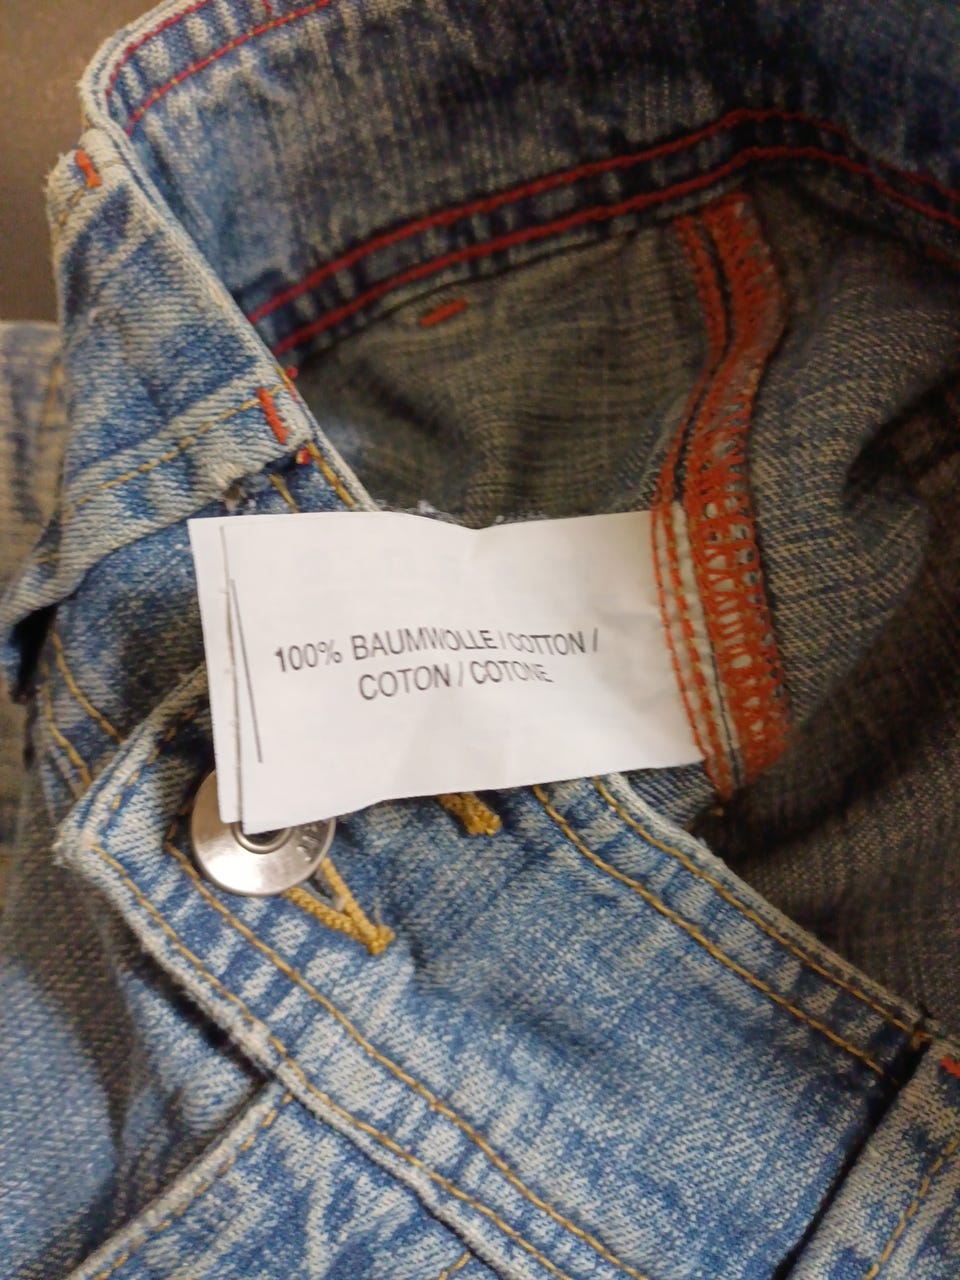 100% BAUMWOLLE / COTTON /
COTON / COTONE